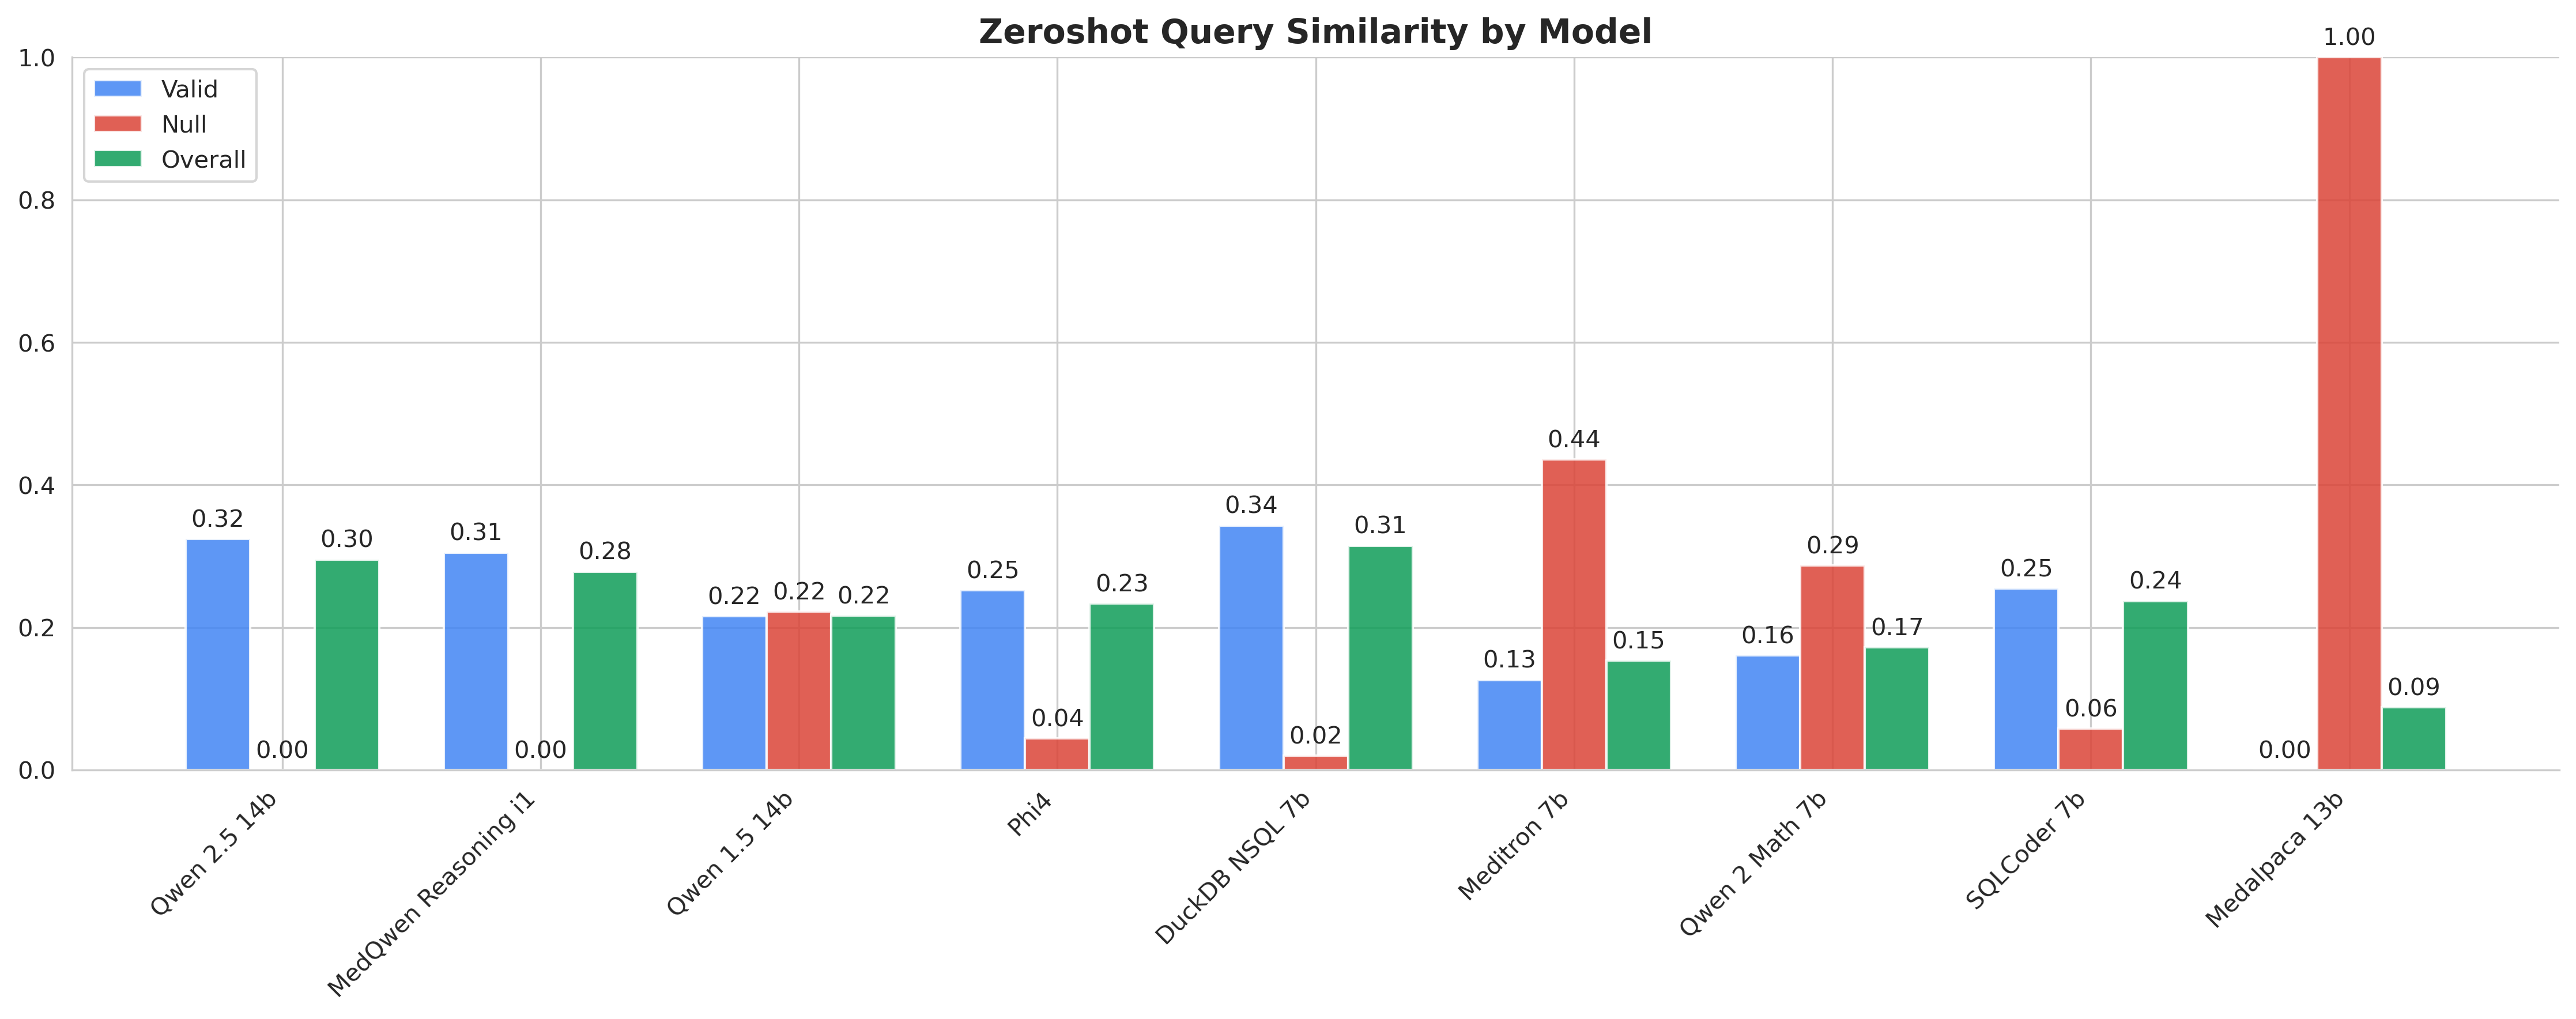 Zeroshot Query Similarity by Model
Valid
Null
Overall
1.0
0.8
0.6
0.4
0.2
0.0
0.32
0.00
0.30
0.31
0.00
0.28
0.22
0.22
0.22
0.25
0.04
0.23
0.34
0.02
0.31
0.13
0.44
0.15
0.16
0.29
0.17
0.25
0.06
0.24
0.00
1.00
0.09
Qwen 2.5 14b
MedQwen Reasoning i1
Qwen 1.5 14b
Phi4
DuckDB NSQL 7b
Meditron 7b
Qwen 2 Math 7b
SQLCoder 7b
Medalpaca 13b